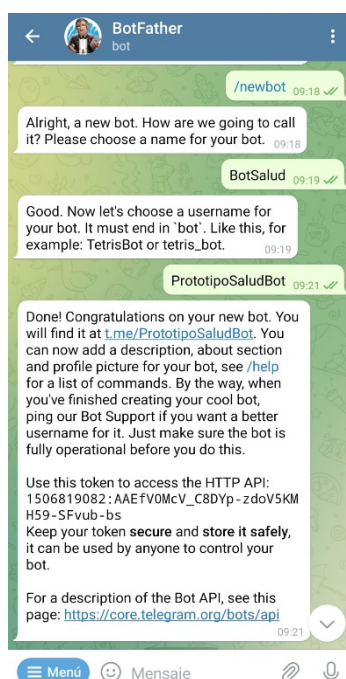 BotFather
bot
/newbot 09:18
Alright, a new bot. How are we going to call
it? Please choose a name for your bot. 09:18
BotSalud 09:19
Good. Now let's choose a username for
your bot. It must end in `bot`. Like this, for
example: TetrisBot or tetris_bot. 09:19
PrototipoSaludBot 09:21
Done! Congratulations on your new bot. You
will find it at t.me/PrototipoSaludBot. You
can now add a description, about section
and profile picture for your bot, see /help
for a list of commands. By the way, when
you've finished creating your cool bot,
ping our Bot Support if you want a better
username for it. Just make sure the bot is
fully operational before you do this.
Use this token to access the HTTP API:
1506819082:AAEfV0McV_C8DYp-zdoV5KM
H59-SFvub-bs
Keep your token secure and store it safely,
it can be used by anyone to control your
bot.
For a description of the Bot API, see this
page: https://core.telegram.org/bots/api
09:21
Menú Mensaje